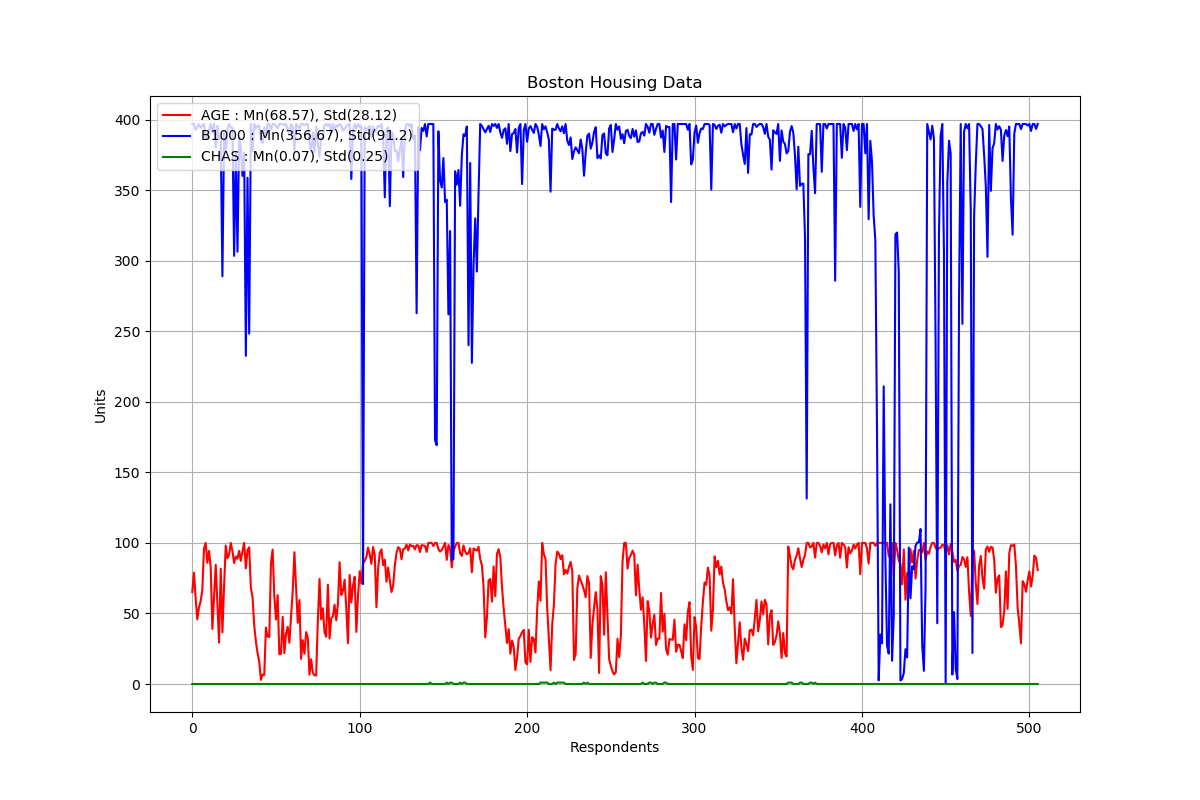 Boston Housing Data
AGE : Mn(68.57), Std(28.12)
B1000 : Mn(356.67), Std(91.2)
CHAS : Mn(0.07), Std(0.25)
400
350
300
250
200
150
100
50
0
Units
0 100 200 300 400 500
Respondents